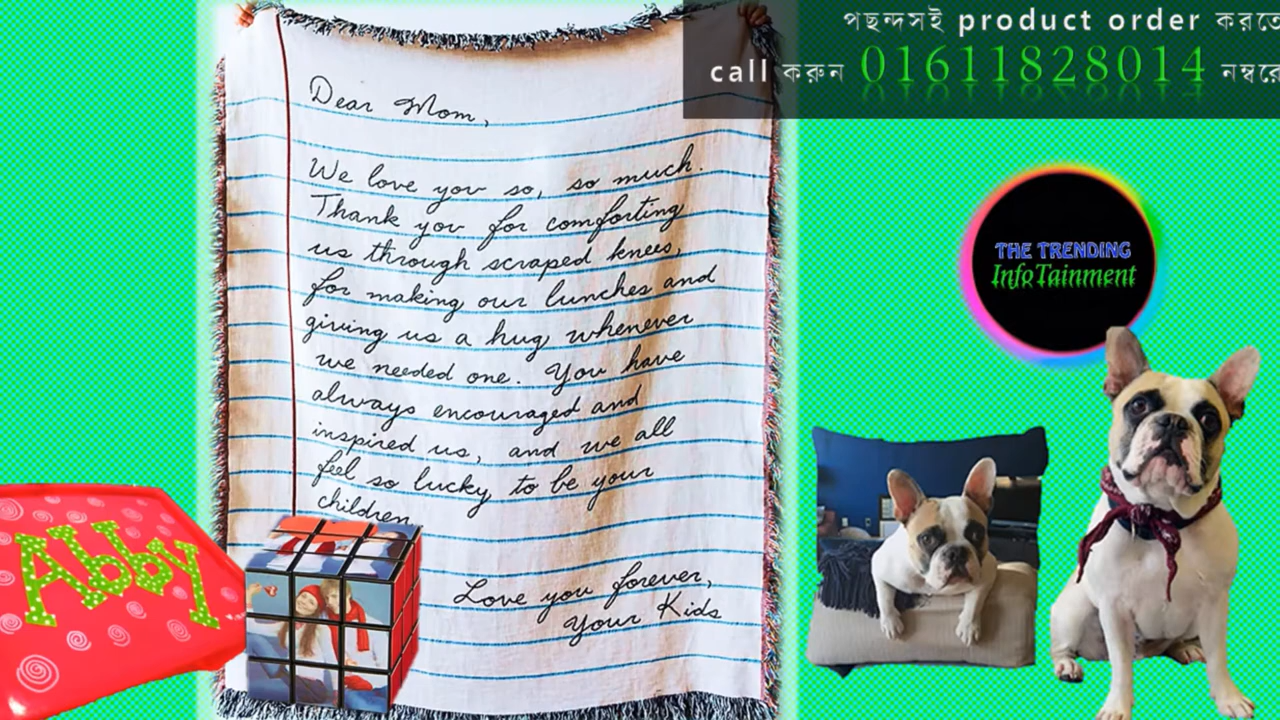 পছন্দসই product order করতে
call করুন 01611828014 নম্বরে
Dear Mom,
We love you so, so much.
Thank you for comforting
us through scraped knees,
for making our lunches and
giving us a hug whenever
we needed one. You have
always encouraged and
inspired us, and we all
feel so lucky to be your
children
Love you forever,
Your Kids
THE TRENDING
InfoTainment
Abby